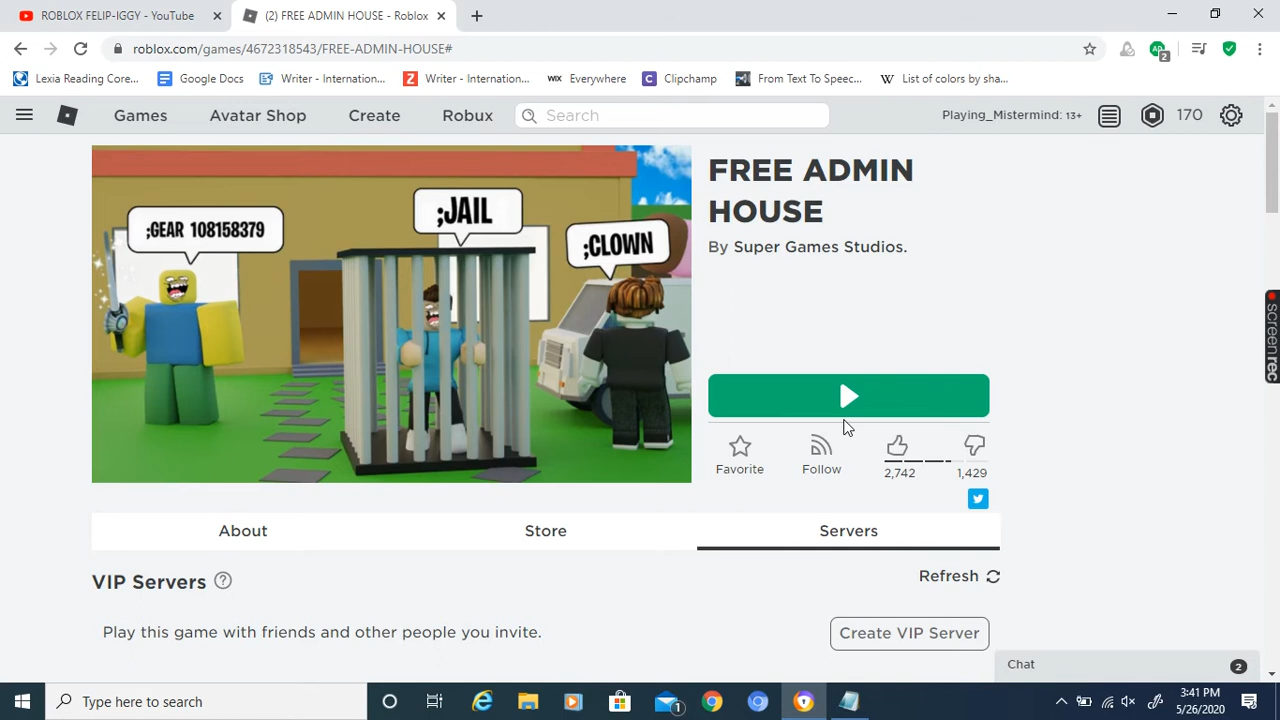 ROBLOX FELIP-IGGY - YouTube
(2) FREE ADMIN HOUSE - Roblox
roblox.com/games/4672318543/FREE-ADMIN-HOUSE#
2
Lexia Reading Core...
Google Docs
Writer - Internation...
Writer - Internation...
WIX Everywhere
Clipchamp
From Text To Speec...
W List of colors by sha...
Games
Avatar Shop
Create
Robux
Search
Playing_Mistermind: 13+
170
;GEAR 108158379
;JAIL
;CLOWN
FREE ADMIN
HOUSE
By Super Games Studios.
Favorite
Follow
2,742
1,429
About
Store
Servers
VIP Servers ?
Refresh
Play this game with friends and other people you invite.
Create VIP Server
Chat
2
screenrec
Type here to search
1
3:41 PM
5/26/2020